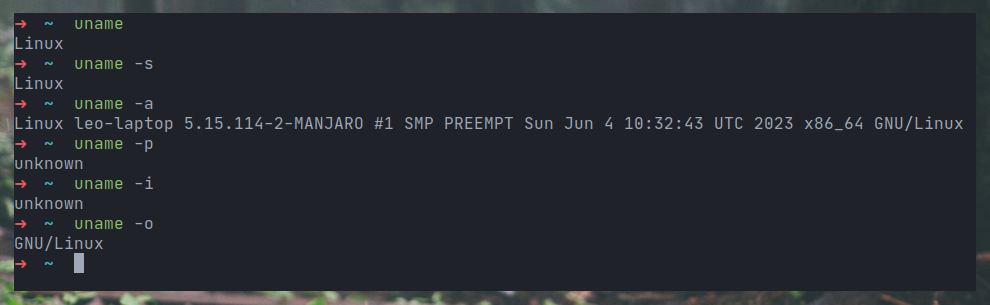 ➜  ~  uname
Linux
➜  ~  uname -s
Linux
➜  ~  uname -a
Linux leo-laptop 5.15.114-2-MANJARO #1 SMP PREEMPT Sun Jun 4 10:32:43 UTC 2023 x86_64 GNU/Linux
➜  ~  uname -p
unknown
➜  ~  uname -i
unknown
➜  ~  uname -o
GNU/Linux
➜  ~